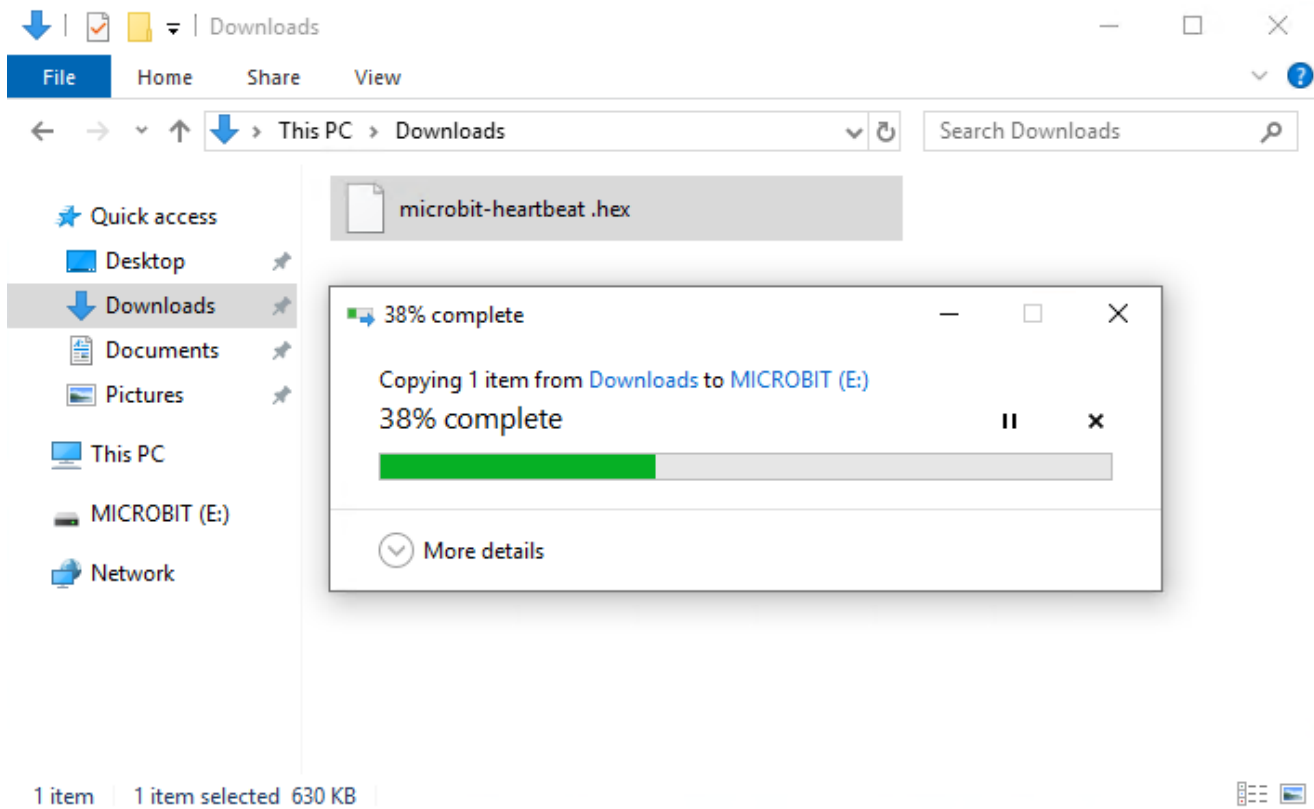 Downloads
File Home Share View
This PC > Downloads
Search Downloads
Quick access
Desktop
Downloads
Documents
Pictures
This PC
MICROBIT (E:)
Network
microbit-heartbeat .hex
38% complete
Copying 1 item from Downloads to MICROBIT (E:)
38% complete
More details
1 item 1 item selected 630 KB